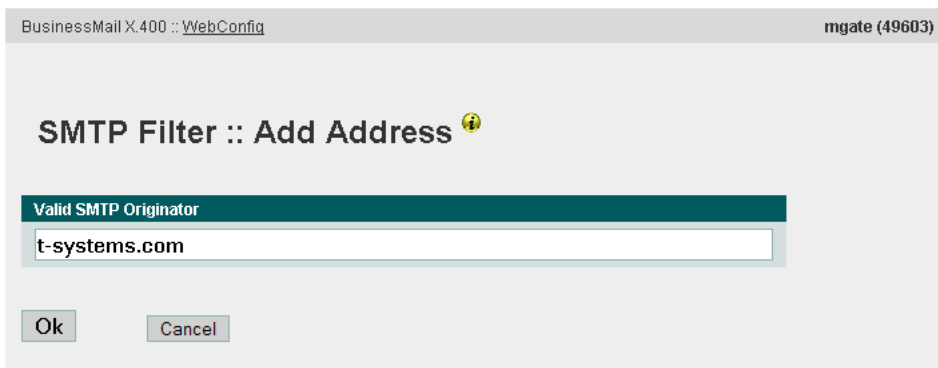 BusinessMail X.400 :: WebConfig mgate (49603)
SMTP Filter :: Add Address
Valid SMTP Originator
t-systems.com
Ok Cancel